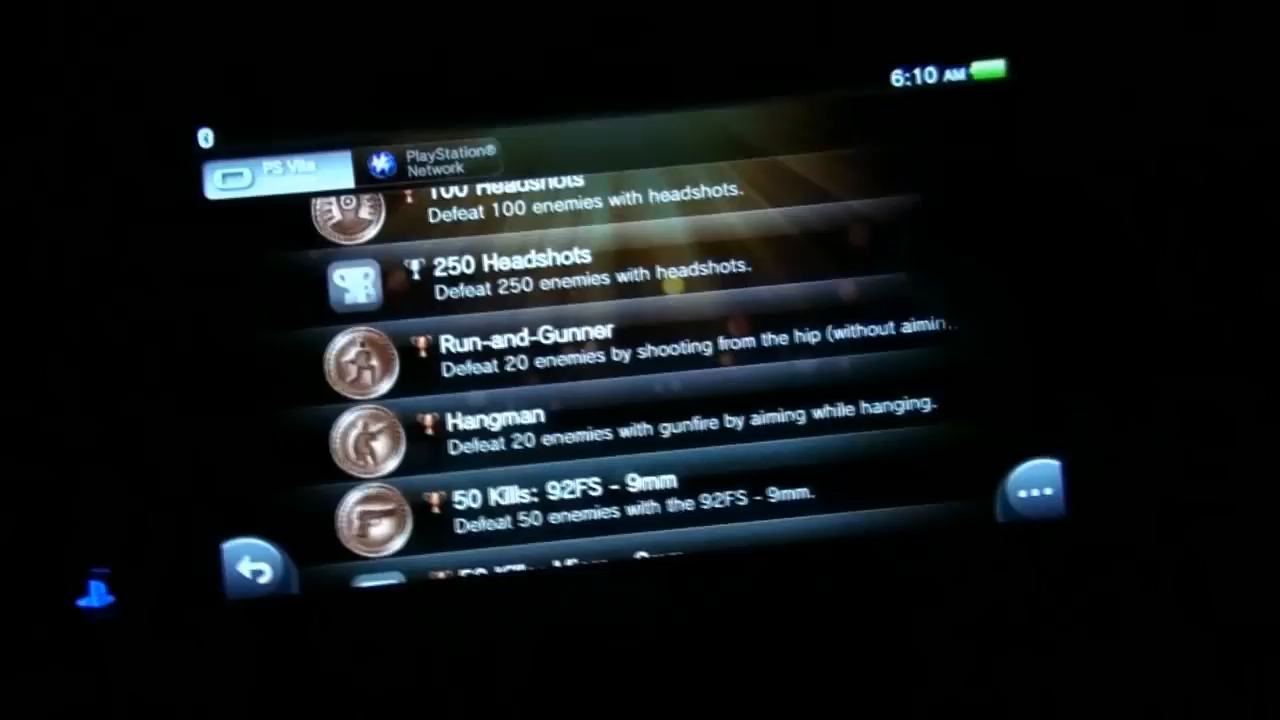 6:10 AM
PS Vita
PlayStation®
Network
100 Headshots
Defeat 100 enemies with headshots.
250 Headshots
Defeat 250 enemies with headshots.
Run-and-Gunner
Defeat 20 enemies by shooting from the hip (without aimin..
Hangman
Defeat 20 enemies with gunfire by aiming while hanging.
50 Kills: 92FS - 9mm
Defeat 50 enemies with the 92FS - 9mm.